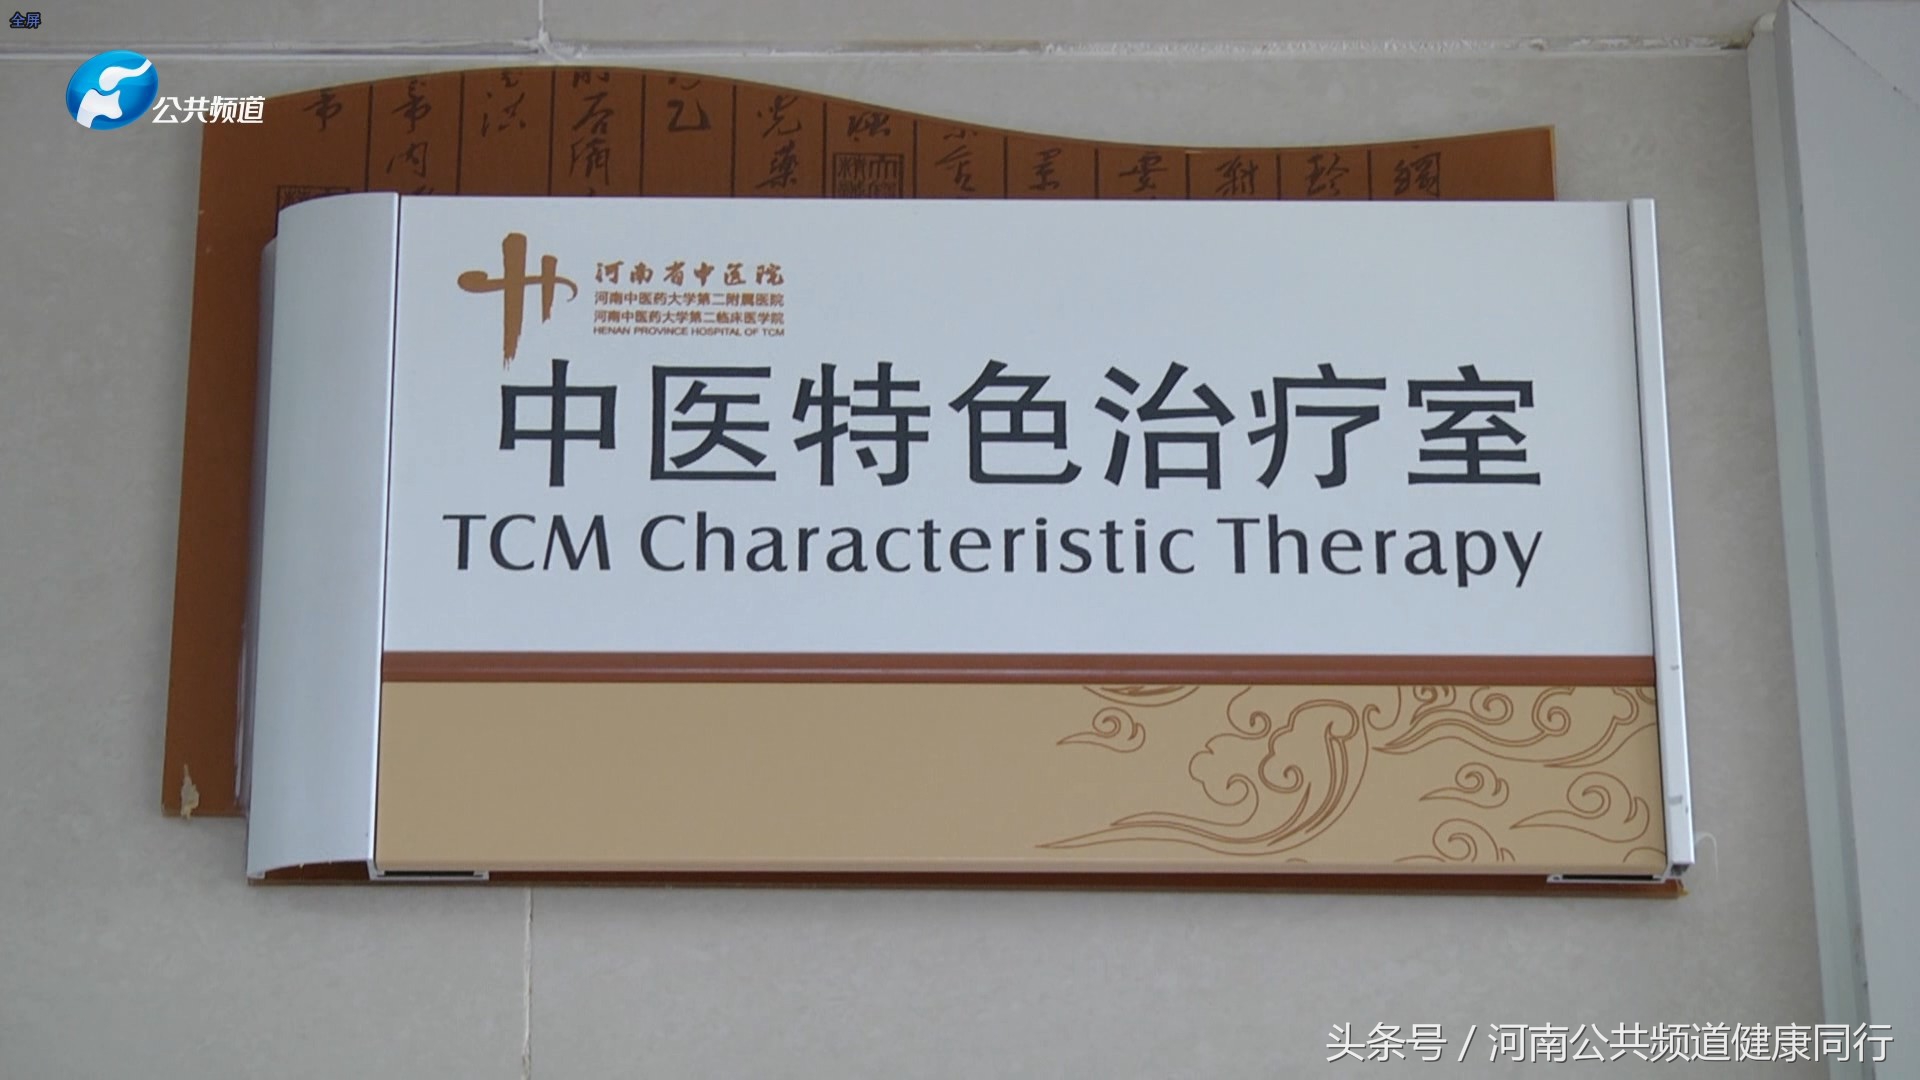 全屏
公共频道
河南省中医院
河南中医药大学第二附属医院
河南中医药大学第二临床医学院
HENAN PROVINCE HOSPITAL OF TCM
中医特色治疗室
TCM Characteristic Therapy
头条号 / 河南公共频道健康同行